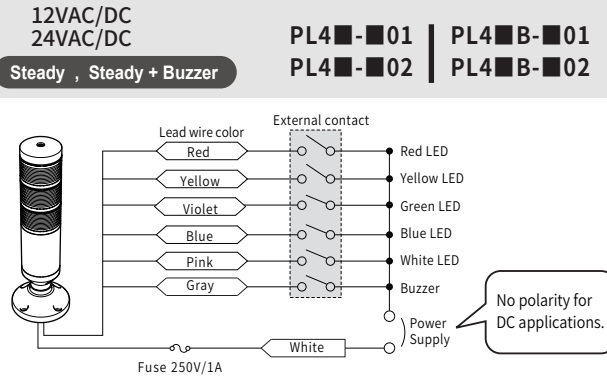 12VAC/DC
24VAC/DC
Steady , Steady + Buzzer
PL4■-■01
PL4■-■02
PL4■B-■01
PL4■B-■02
External contact
Lead wire color
Red
Red LED
Yellow
Yellow LED
Violet
Green LED
Blue
Blue LED
Pink
White LED
Gray
Buzzer
No polarity for
DC applications.
Power
Supply
White
Fuse 250V/1A